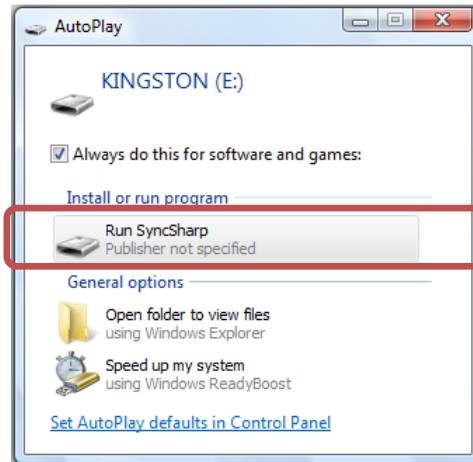 AutoPlay
KINGSTON (E:)
Always do this for software and games:
Install or run program
Run SyncSharp
Publisher not specified
General options
Open folder to view files
using Windows Explorer
Speed up my system
using Windows ReadyBoost
Set AutoPlay defaults in Control Panel